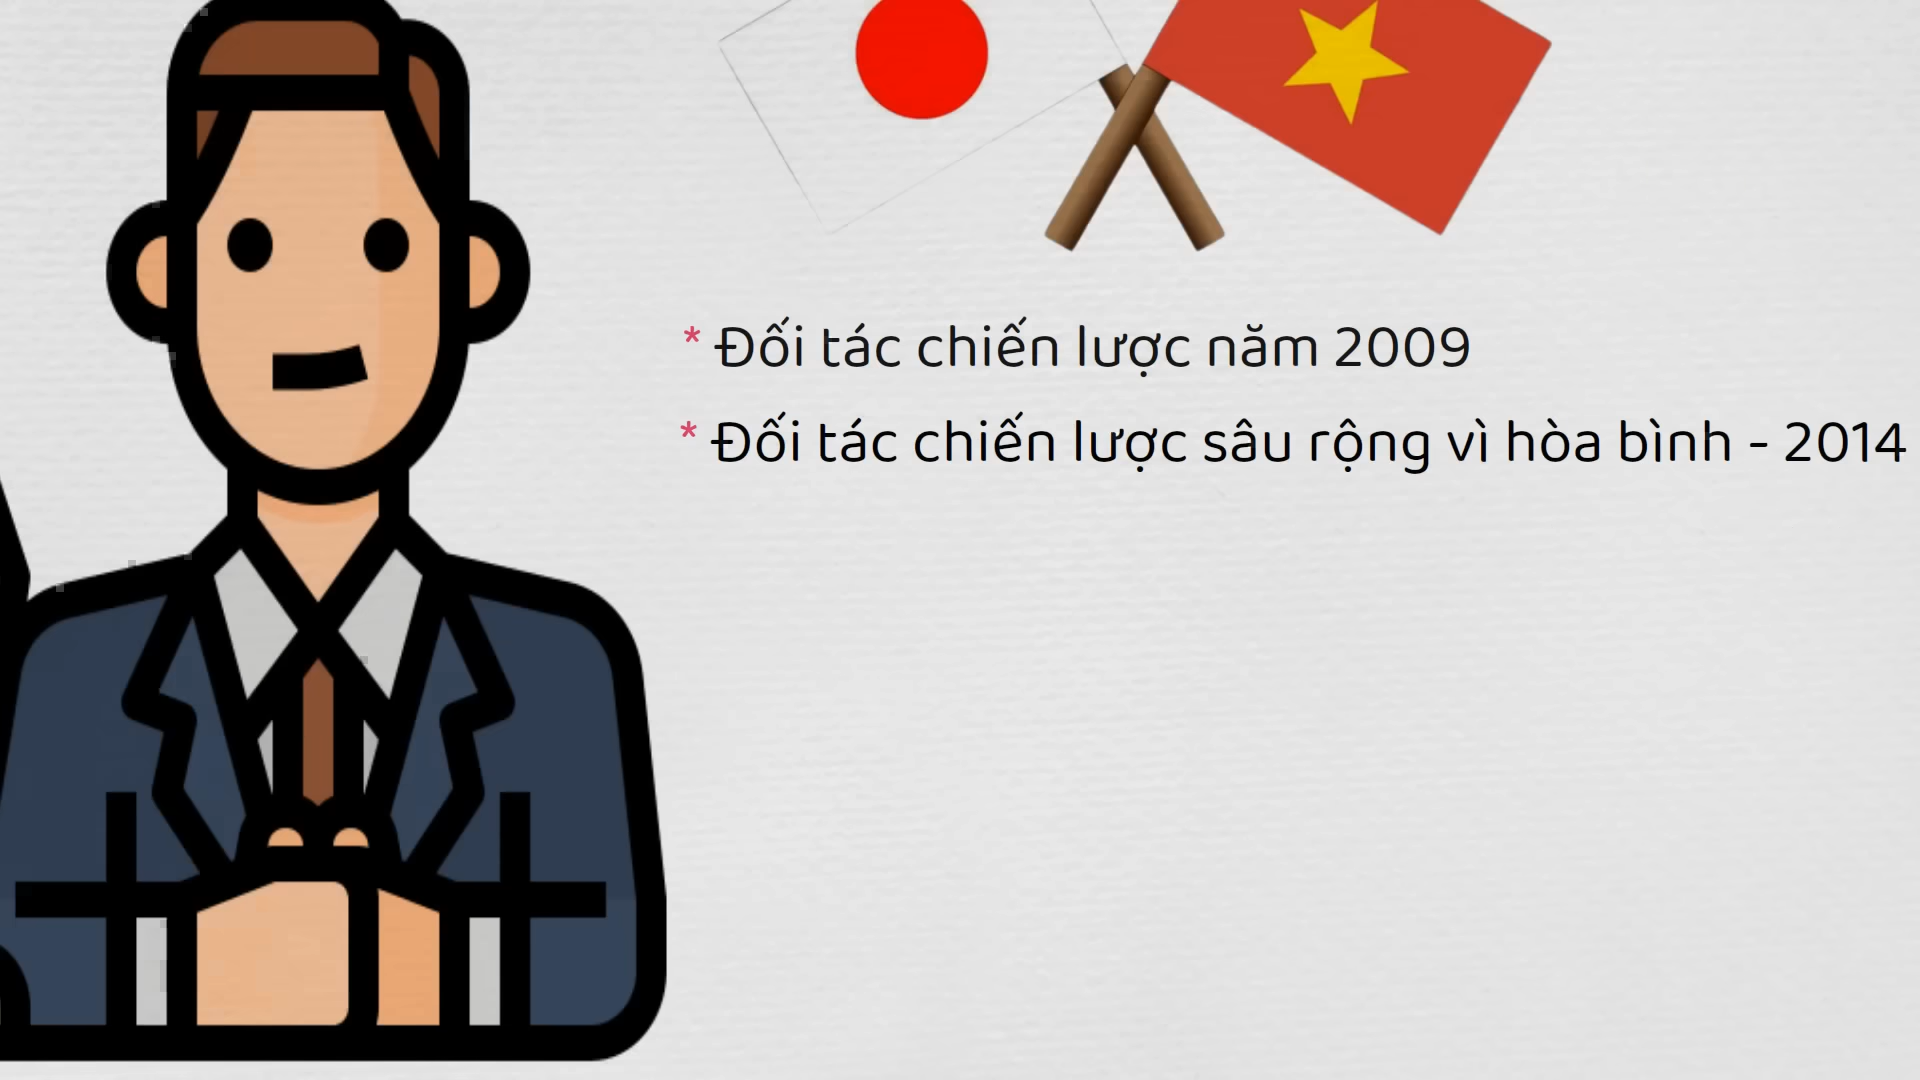 * Đối tác chiến lược năm 2009
* Đối tác chiến lược sâu rộng vì hòa bình - 2014